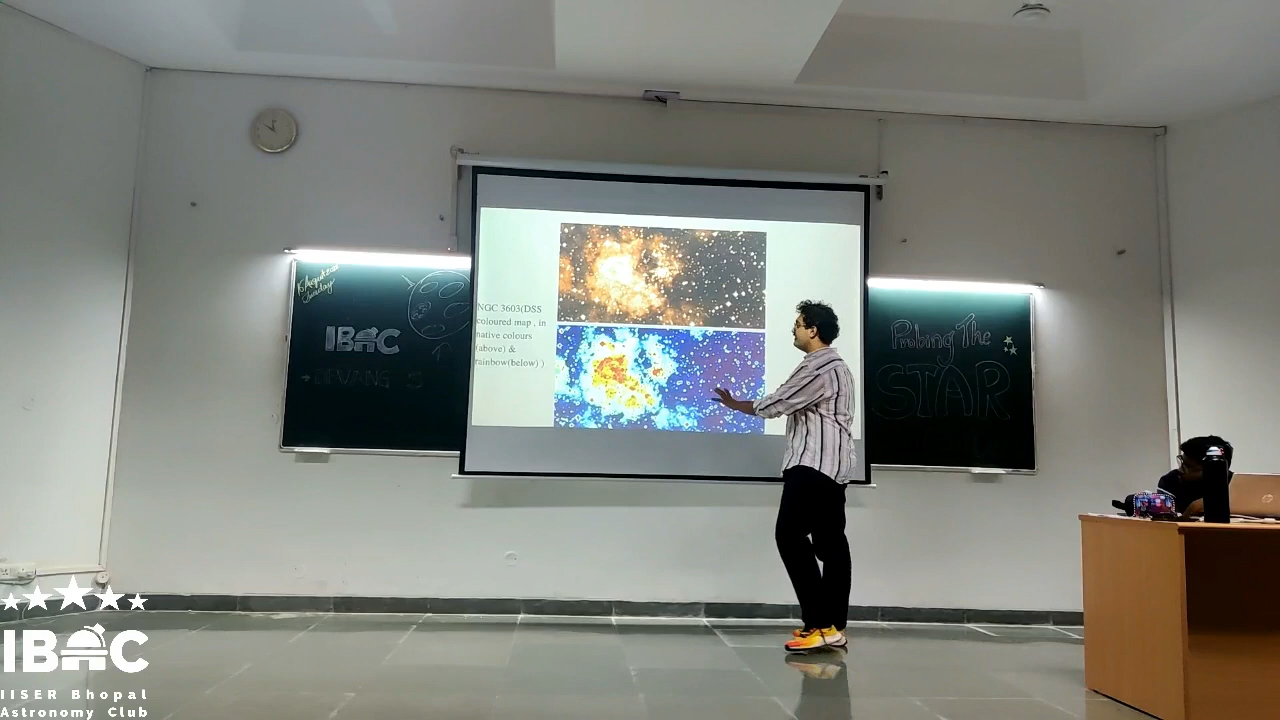 NGC 3603(DSS
coloured map , in
native colours
(above) &
rainbow(below) )
IBAC
DEVANG
Probing The
STAR
IBAC
IISER Bhopal
Astronomy Club